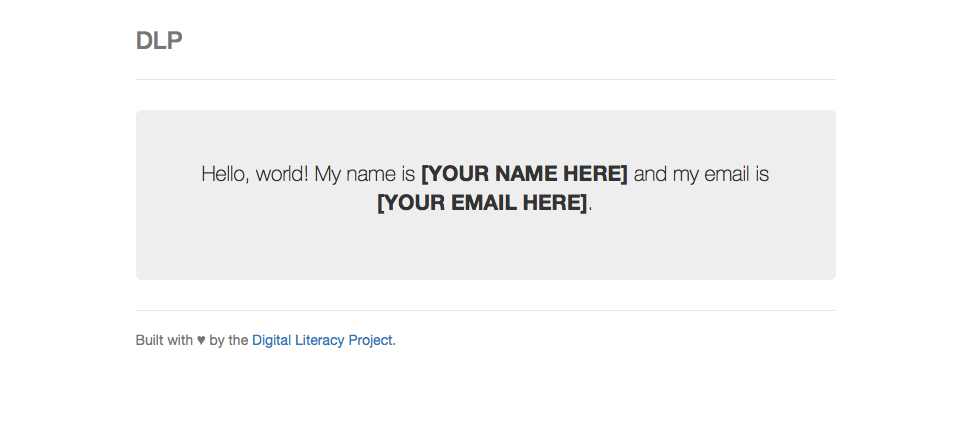 DLP
Hello, world! My name is [YOUR NAME HERE] and my email is
[YOUR EMAIL HERE].
Built with ♥ by the Digital Literacy Project.